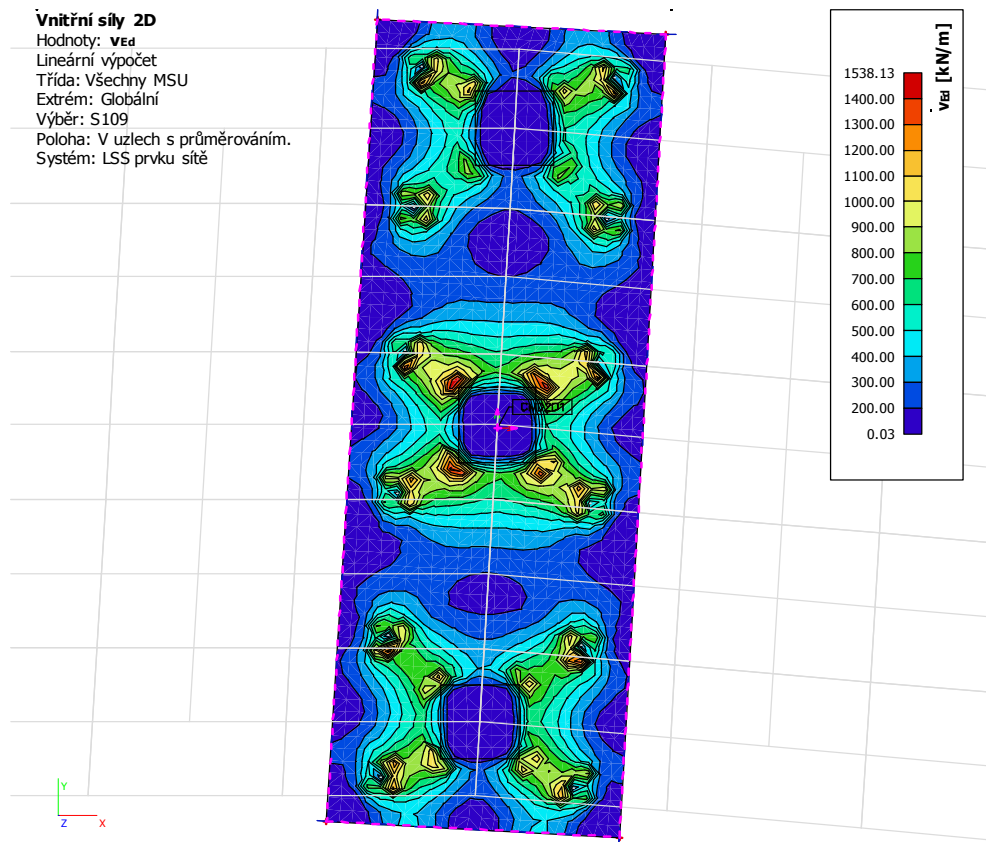 Vnitřní síly 2D
Hodnoty: vEd
Lineární výpočet
Třída: Všechny MSU
Extrém: Globální
Výběr: S109
Poloha: V uzlech s průměrováním.
Systém: LSS prvku sítě
vEd [kN/m]
1538.13
1400.00
1300.00
1200.00
1100.00
1000.00
900.00
800.00
700.00
600.00
500.00
400.00
300.00
200.00
0.03
Y
Z X